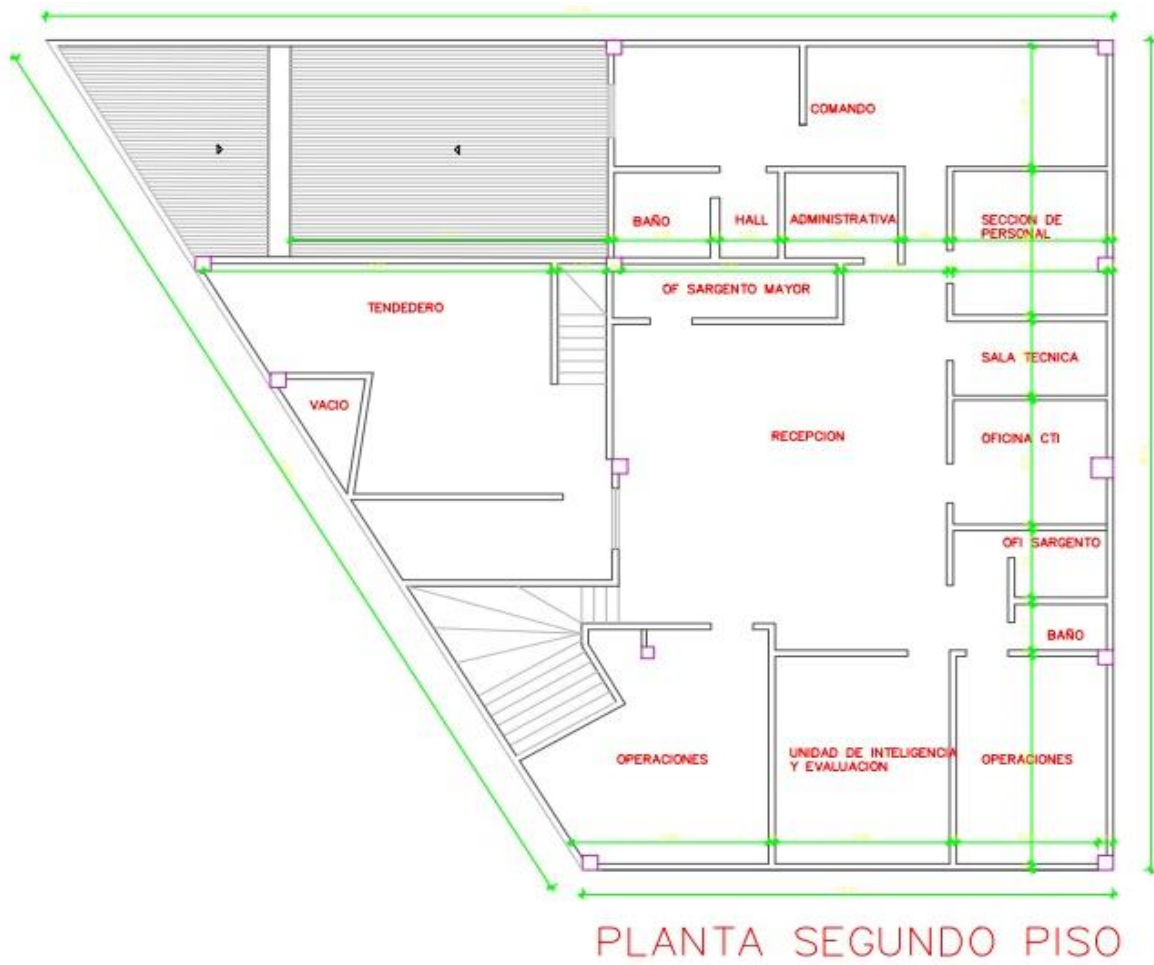 COMANDO
BAÑO
HALL
ADMINISTRATIVA
SECCION DE
PERSONAL
OF SARGENTO MAYOR
TENDEDERO
SALA TECNICA
VACIO
RECEPCION
OFICINA CTI
OFI SARGENTO
BAÑO
OPERACIONES
UNIDAD DE INTELIGENCIA
Y EVALUACIÓN
OPERACIONES
PLANTA SEGUNDO PISO